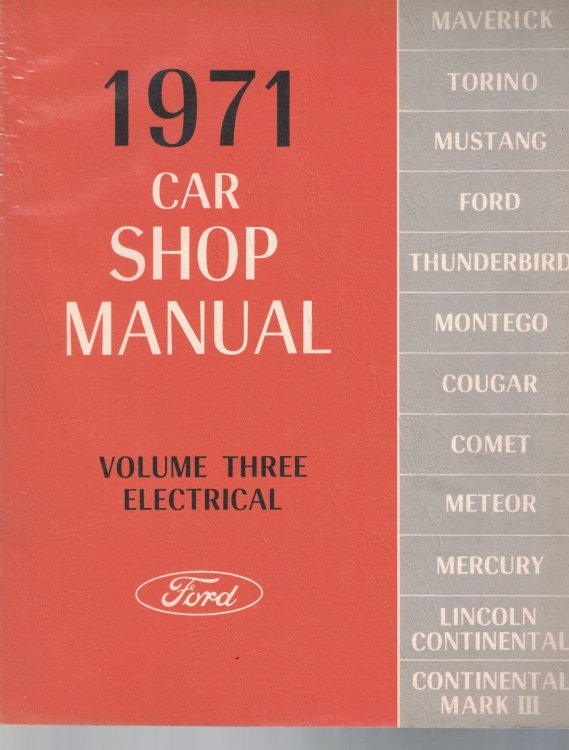 1971
CAR
SHOP
MANUAL
VOLUME THREE
ELECTRICAL
Ford
MAVERICK
TORINO
MUSTANG
FORD
THUNDERBIRD
MONTEGO
COUGAR
COMET
METEOR
MERCURY
LINCOLN
CONTINENTAL
CONTINENTAL
MARK III